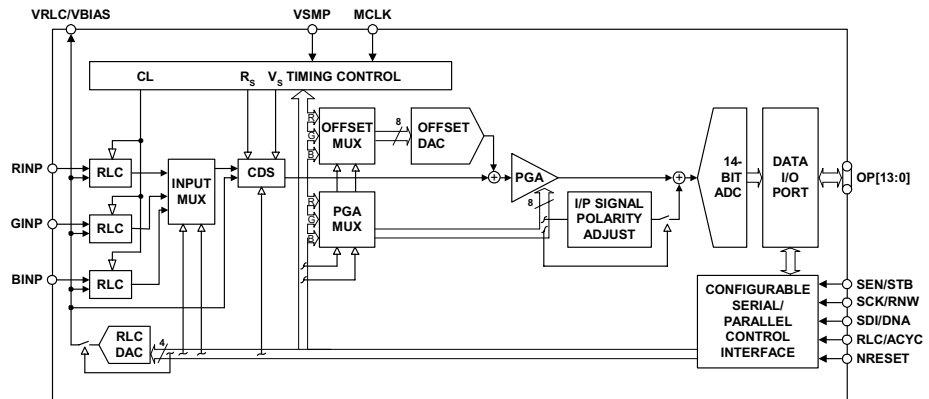 VRLC/VBIAS
VSMP
MCLK
CL
RS
VS TIMING CONTROL
R
G
B
OFFSET
MUX
8
OFFSET
DAC
RINP
RLC
INPUT
MUX
CDS
PGA
14-
BIT
ADC
DATA
I/O
PORT
OP[13:0]
GINP
RLC
R
G
B
PGA
MUX
8
I/P SIGNAL
POLARITY
ADJUST
BINP
RLC
CONFIGURABLE
SERIAL/
PARALLEL
CONTROL
INTERFACE
SEN/STB
SCK/RNW
SDI/DNA
RLC/ACYC
NRESET
RLC
DAC
4